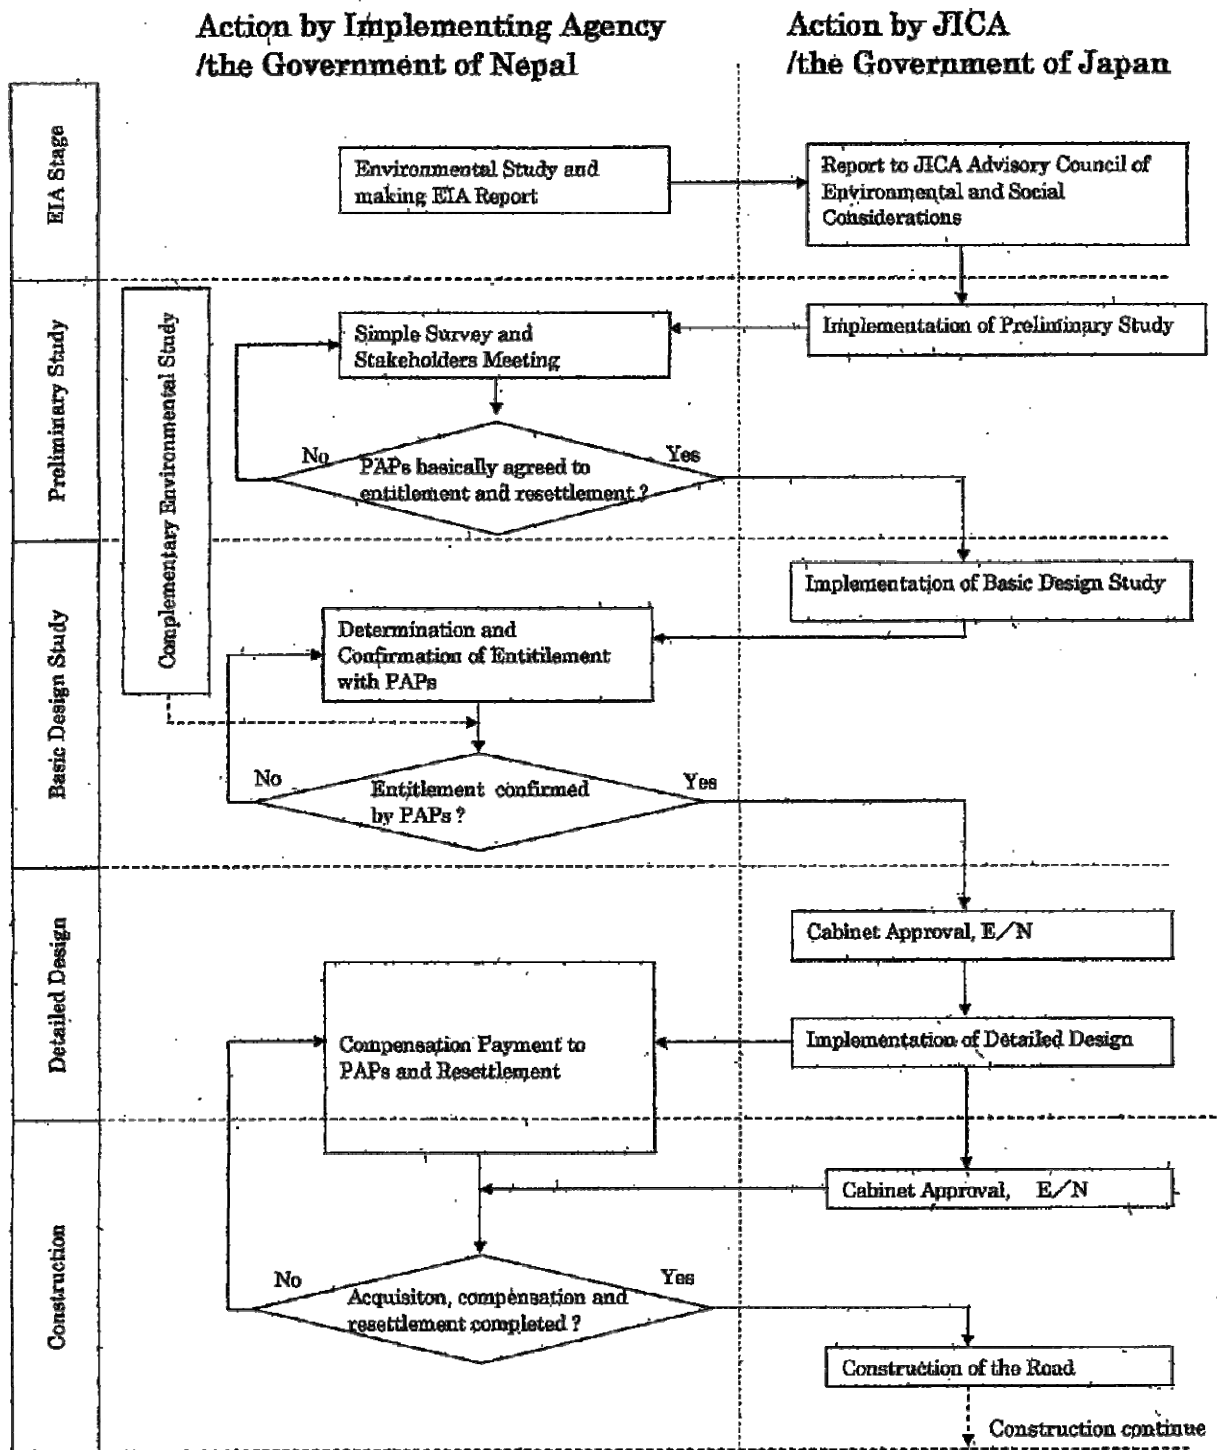 Action by Implementing Agency
/the Government of Nepal
Action by JICA
/the Government of Japan
EIA Stage
Environmental Study and
making EIA Report
Report to JICA Advisory Council of
Environmental and Social
Considerations
Preliminary Study
Complementary Environmental Study
Simple Survey and
Stakeholders Meeting
Implementation of Preliminary Study
No
Yes
PAPs basically agreed to
entitlement and resettlement?
Basic Design Study
Implementation of Basic Design Study
Determination and
Confirmation of Entitilement
with PAPs
No
Yes
Entitlement confirmed
by PAPs?
Detailed Design
Cabinet Approval, E/N
Compensation Payment to
PAPs and Resettlement
Implementation of Detailed Design
Construction
Cabinet Approval, E/N
No
Yes
Acquisiton, compensation and
resettlement completed?
Construction of the Road
Construction continue